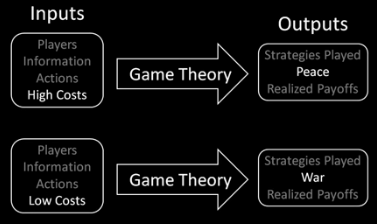 Inputs
Outputs
Players
Information
Actions
High Costs
Game Theory
Strategies Played
Peace
Realized Payoffs
Players
Information
Actions
Low Costs
Game Theory
Strategies Played
War
Realized Payoffs